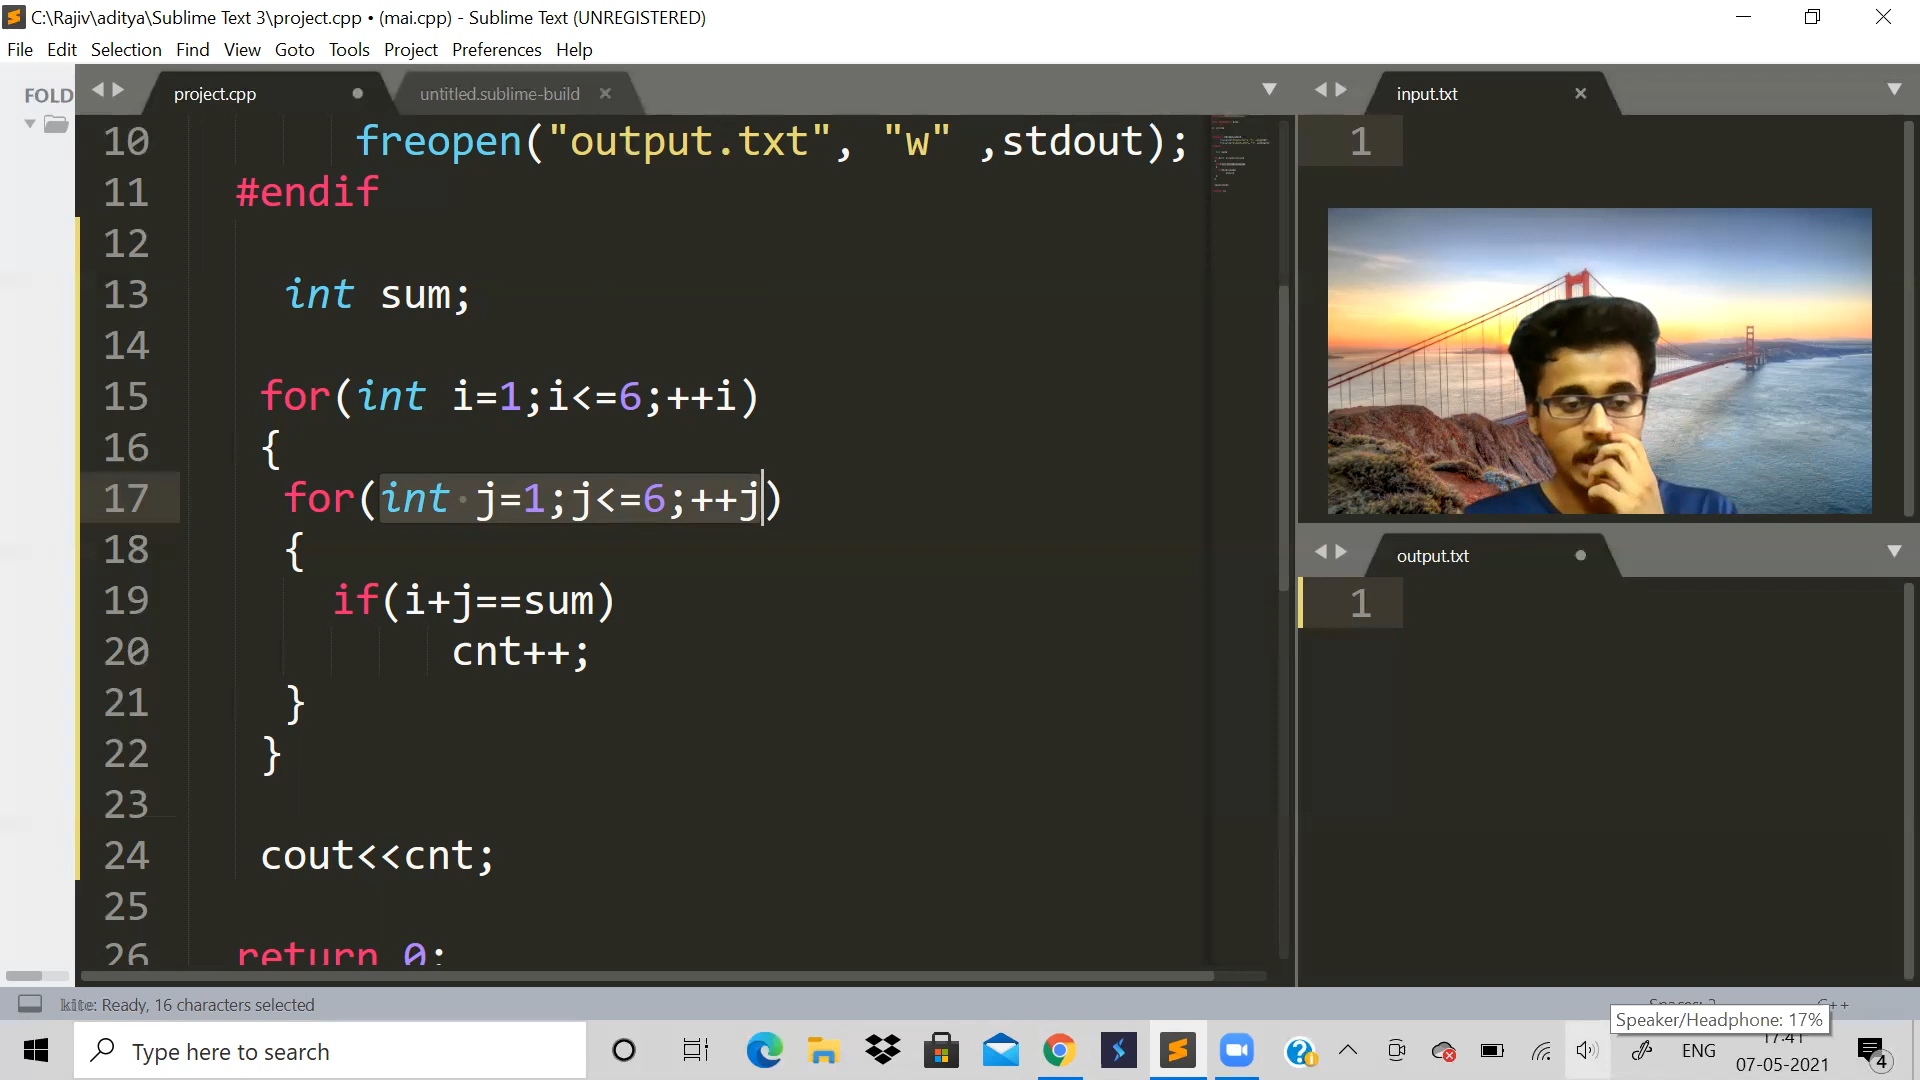 C:\Rajiv\aditya\Sublime Text 3\project.cpp • (mai.cpp) - Sublime Text (UNREGISTERED)
File Edit Selection Find View Goto Tools Project Preferences Help
FOLD
project.cpp
untitled.sublime-build
10 freopen("output.txt", "w" ,stdout);
11 #endif
12
13 int sum;
14
15 for(int i=1;i<=6;++i)
16 {
17 for(int j=1;j<=6;++j)
18 {
19 if(i+j==sum)
20 cnt++;
21 }
22 }
23
24 cout<<cnt;
25
26 return 0;
input.txt
1
output.txt
1
kite: Ready, 16 characters selected
Speaker/Headphone: 17%
Type here to search
ENG
17:41
07-05-2021
4